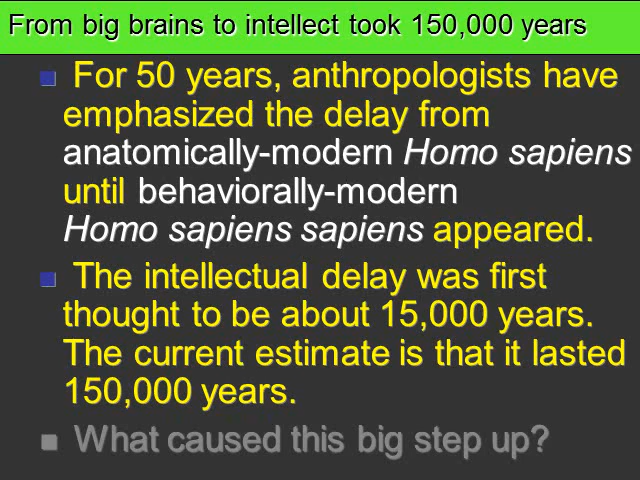 From big brains to intellect took 150,000 years
For 50 years, anthropologists have
emphasized the delay from
anatomically-modern Homo sapiens
until behaviorally-modern
Homo sapiens sapiens appeared.
The intellectual delay was first
thought to be about 15,000 years.
The current estimate is that it lasted
150,000 years.
What caused this big step up?